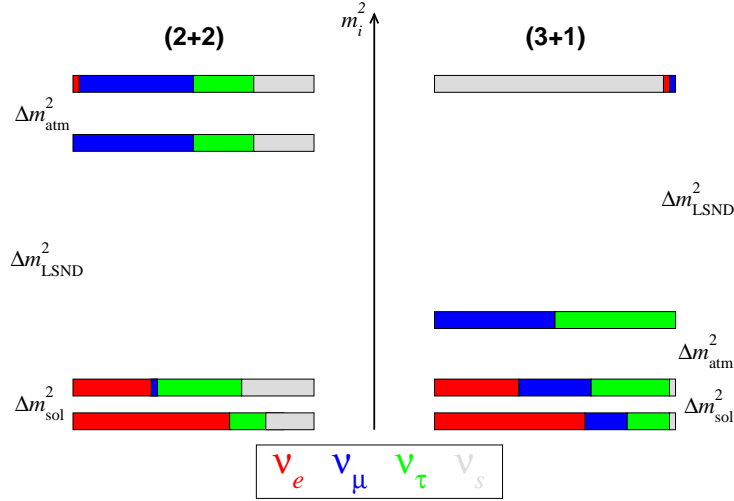 (2+2)
m_i^2
(3+1)
Δm^2_atm
Δm^2_LSND
Δm^2_LSND
Δm^2_atm
Δm^2_sol
Δm^2_sol
ν_e ν_μ ν_τ ν_s